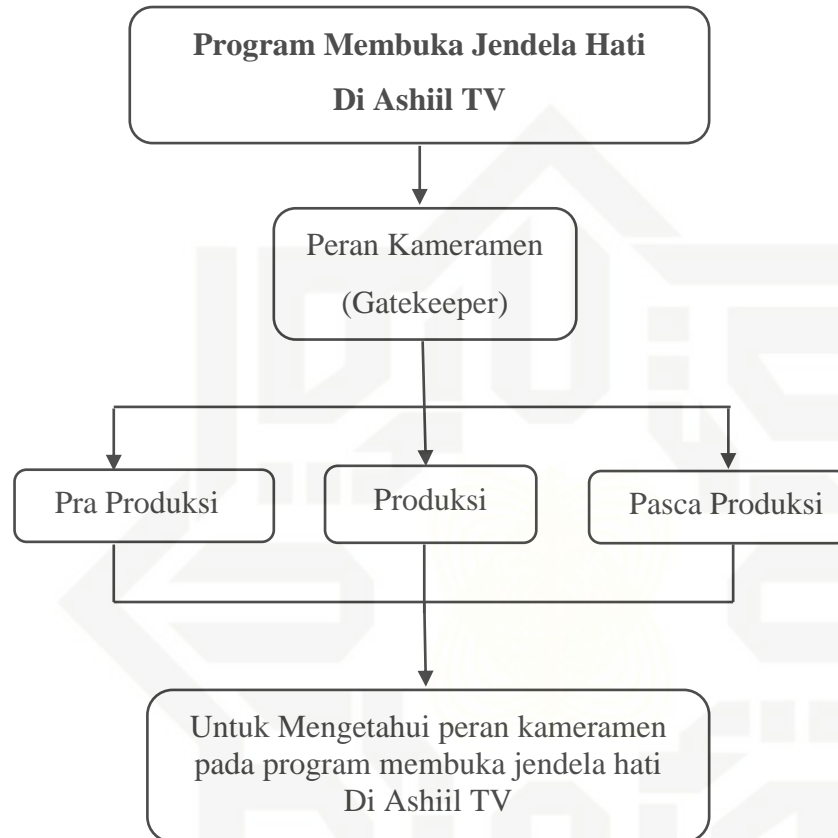 Program Membuka Jendela Hati
Di Ashiil TV
Peran Kameramen
(Gatekeeper)
Pra Produksi
Produksi
Pasca Produksi
Untuk Mengetahui peran kameramen
pada program membuka jendela hati
Di Ashiil TV